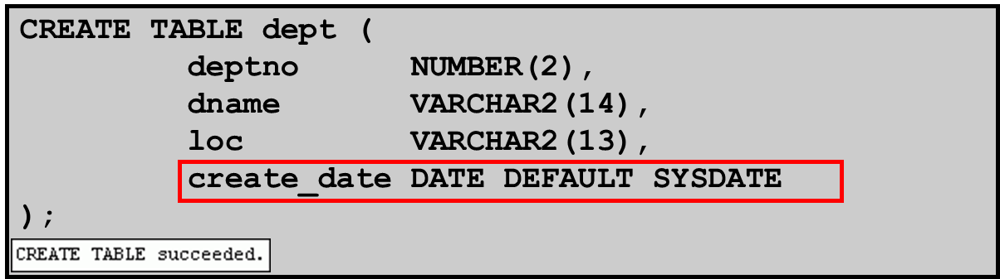 CREATE TABLE dept (
deptno NUMBER(2),
dname VARCHAR2(14),
loc VARCHAR2(13),
create_date DATE DEFAULT SYSDATE
);
CREATE TABLE succeeded.